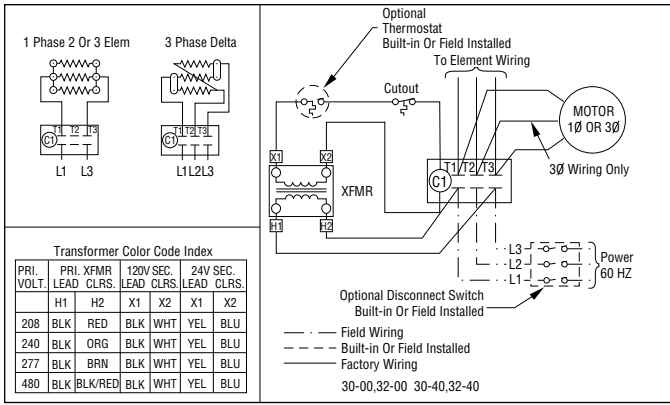 1 Phase 2 Or 3 Elem
3 Phase Delta
T1 T2 T3
C1
L1 L3
T1 T2 T3
C1
L1L2L3
Optional
Thermostat
Built-in Or Field Installed
To Element Wiring
Cutout
MOTOR
1Ø OR 3Ø
3Ø Wiring Only
X1
X2
XFMR
H1
H2
T1 T2 T3
C1
L3
L2
L1
Power
60 HZ
Optional Disconnect Switch
Built-in Or Field Installed
Field Wiring
Built-in Or Field Installed
Factory Wiring
30-00,32-00 30-40,32-40
Transformer Color Code Index
PRI. VOLT. PRI. XFMR LEAD CLRS. 120V SEC. LEAD CLRS. 24V SEC. LEAD CLRS.
H1 H2 X1 X2 X1 X2
208 BLK RED BLK WHT YEL BLU
240 BLK ORG BLK WHT YEL BLU
277 BLK BRN BLK WHT YEL BLU
480 BLK BLK/RED BLK WHT YEL BLU